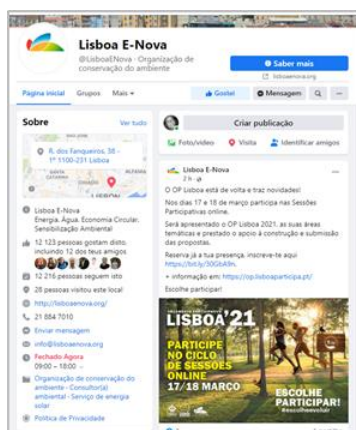 Lisboa E-Nova
@LisboaENova · Organização de
conservação do ambiente
Saber mais
lisboaenova.org
Página inicial Grupos Mais
Gostei Mensagem
Sobre Ver tudo
R. dos Fanqueiros, 38 -
1º 1100-231 Lisboa
Lisboa E-Nova
Energia. Água. Economia Circular.
Sensibilização Ambiental
12 123 pessoas gostam disto,
incluindo 12 dos teus amigos
12 216 pessoas seguem isto
28 pessoas visitou este local
http://lisboaenova.org/
21 884 7010
Enviar mensagem
info@lisboaenova.org
Fechado Agora
09:00 – 18:00
Organização de conservação do
ambiente · Consultor(a)
ambiental · Serviço de energia
solar
Política de Privacidade
Criar publicação
Foto/vídeo Visita Identificar amigos
Lisboa E-Nova
2 h
O OP Lisboa está de volta e traz novidades!
Nos dias 17 e 18 de março participa nas Sessões
Participativas online.
Será apresentado o OP Lisboa 2021, as suas áreas
temáticas e prestado o apoio à construção e submissão
das propostas.
Reserva já a tua presença, inscreve-te aqui
+ informação em: https://op.lisboaparticipa.pt/
Escolhe participar!
LISBOA'21
PARTICIPE
NO CICLO
DE SESSÕES
ONLINE
17/18 MARÇO
ESCOLHE
PARTICIPAR!
#escolheevoluir